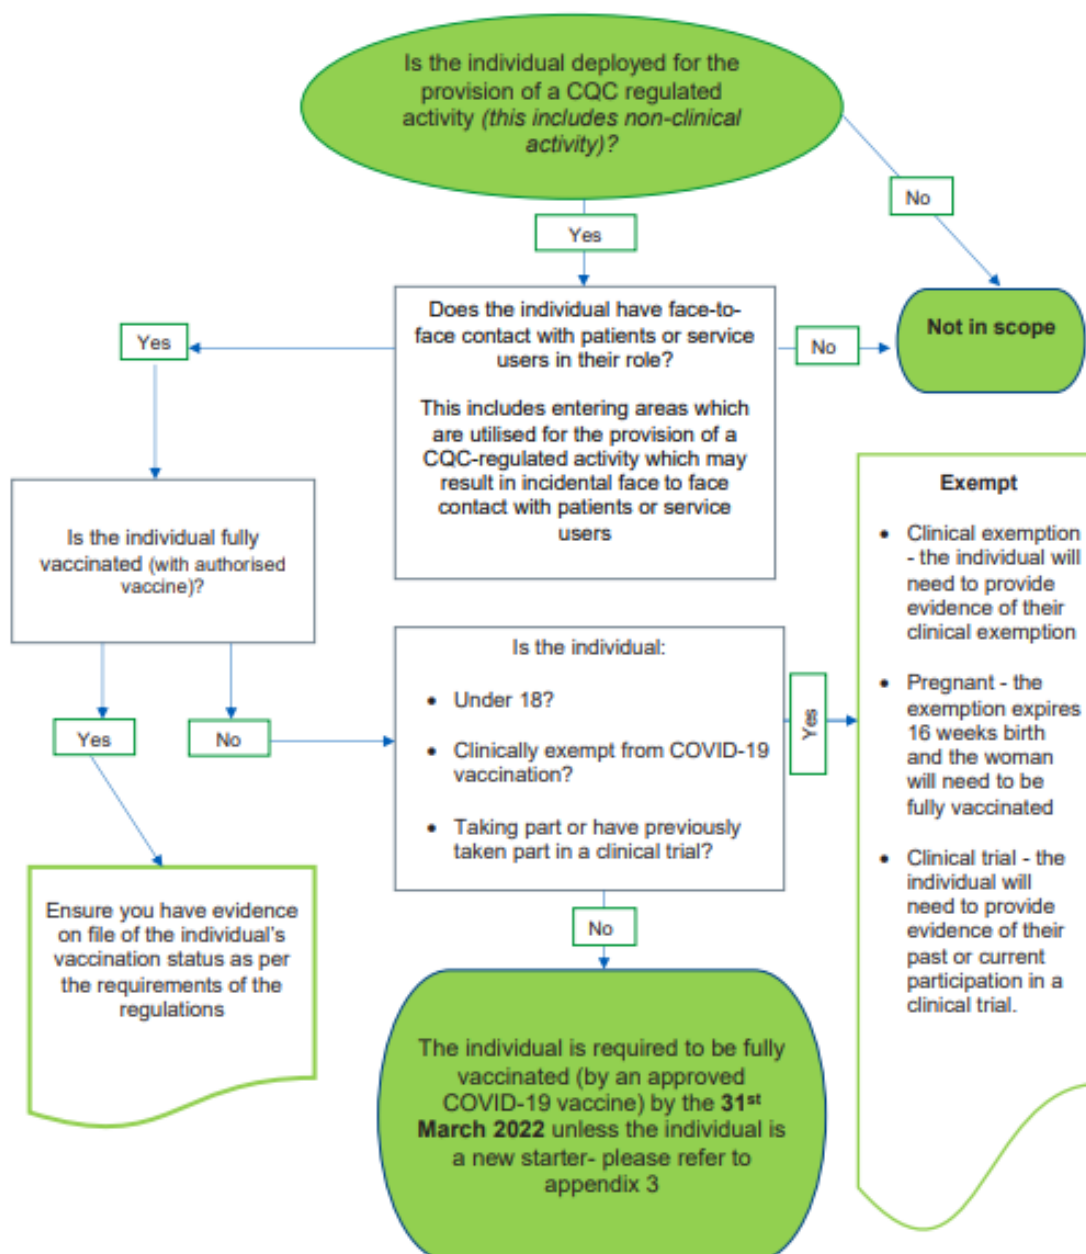 Is the individual deployed for the
provision of a CQC regulated
activity (this includes non-clinical
activity)?
No
Yes
Not in scope
Does the individual have face-to-
face contact with patients or service
users in their role?
This includes entering areas which
are utilised for the provision of a
CQC-regulated activity which may
result in incidental face to face
contact with patients or service
users
Yes
No
Is the individual fully
vaccinated (with authorised
vaccine)?
Yes
No
Is the individual:
• Under 18?
• Clinically exempt from COVID-19
vaccination?
• Taking part or have previously
taken part in a clinical trial?
Yes
Exempt
• Clinical exemption
- the individual will
need to provide
evidence of their
clinical exemption
• Pregnant - the
exemption expires
16 weeks birth
and the woman
will need to be
fully vaccinated
• Clinical trial - the
individual will
need to provide
evidence of their
past or current
participation in a
clinical trial.
Ensure you have evidence
on file of the individual's
vaccination status as per
the requirements of the
regulations
No
The individual is required to be fully
vaccinated (by an approved
COVID-19 vaccine) by the 31st
March 2022 unless the individual is
a new starter- please refer to
appendix 3